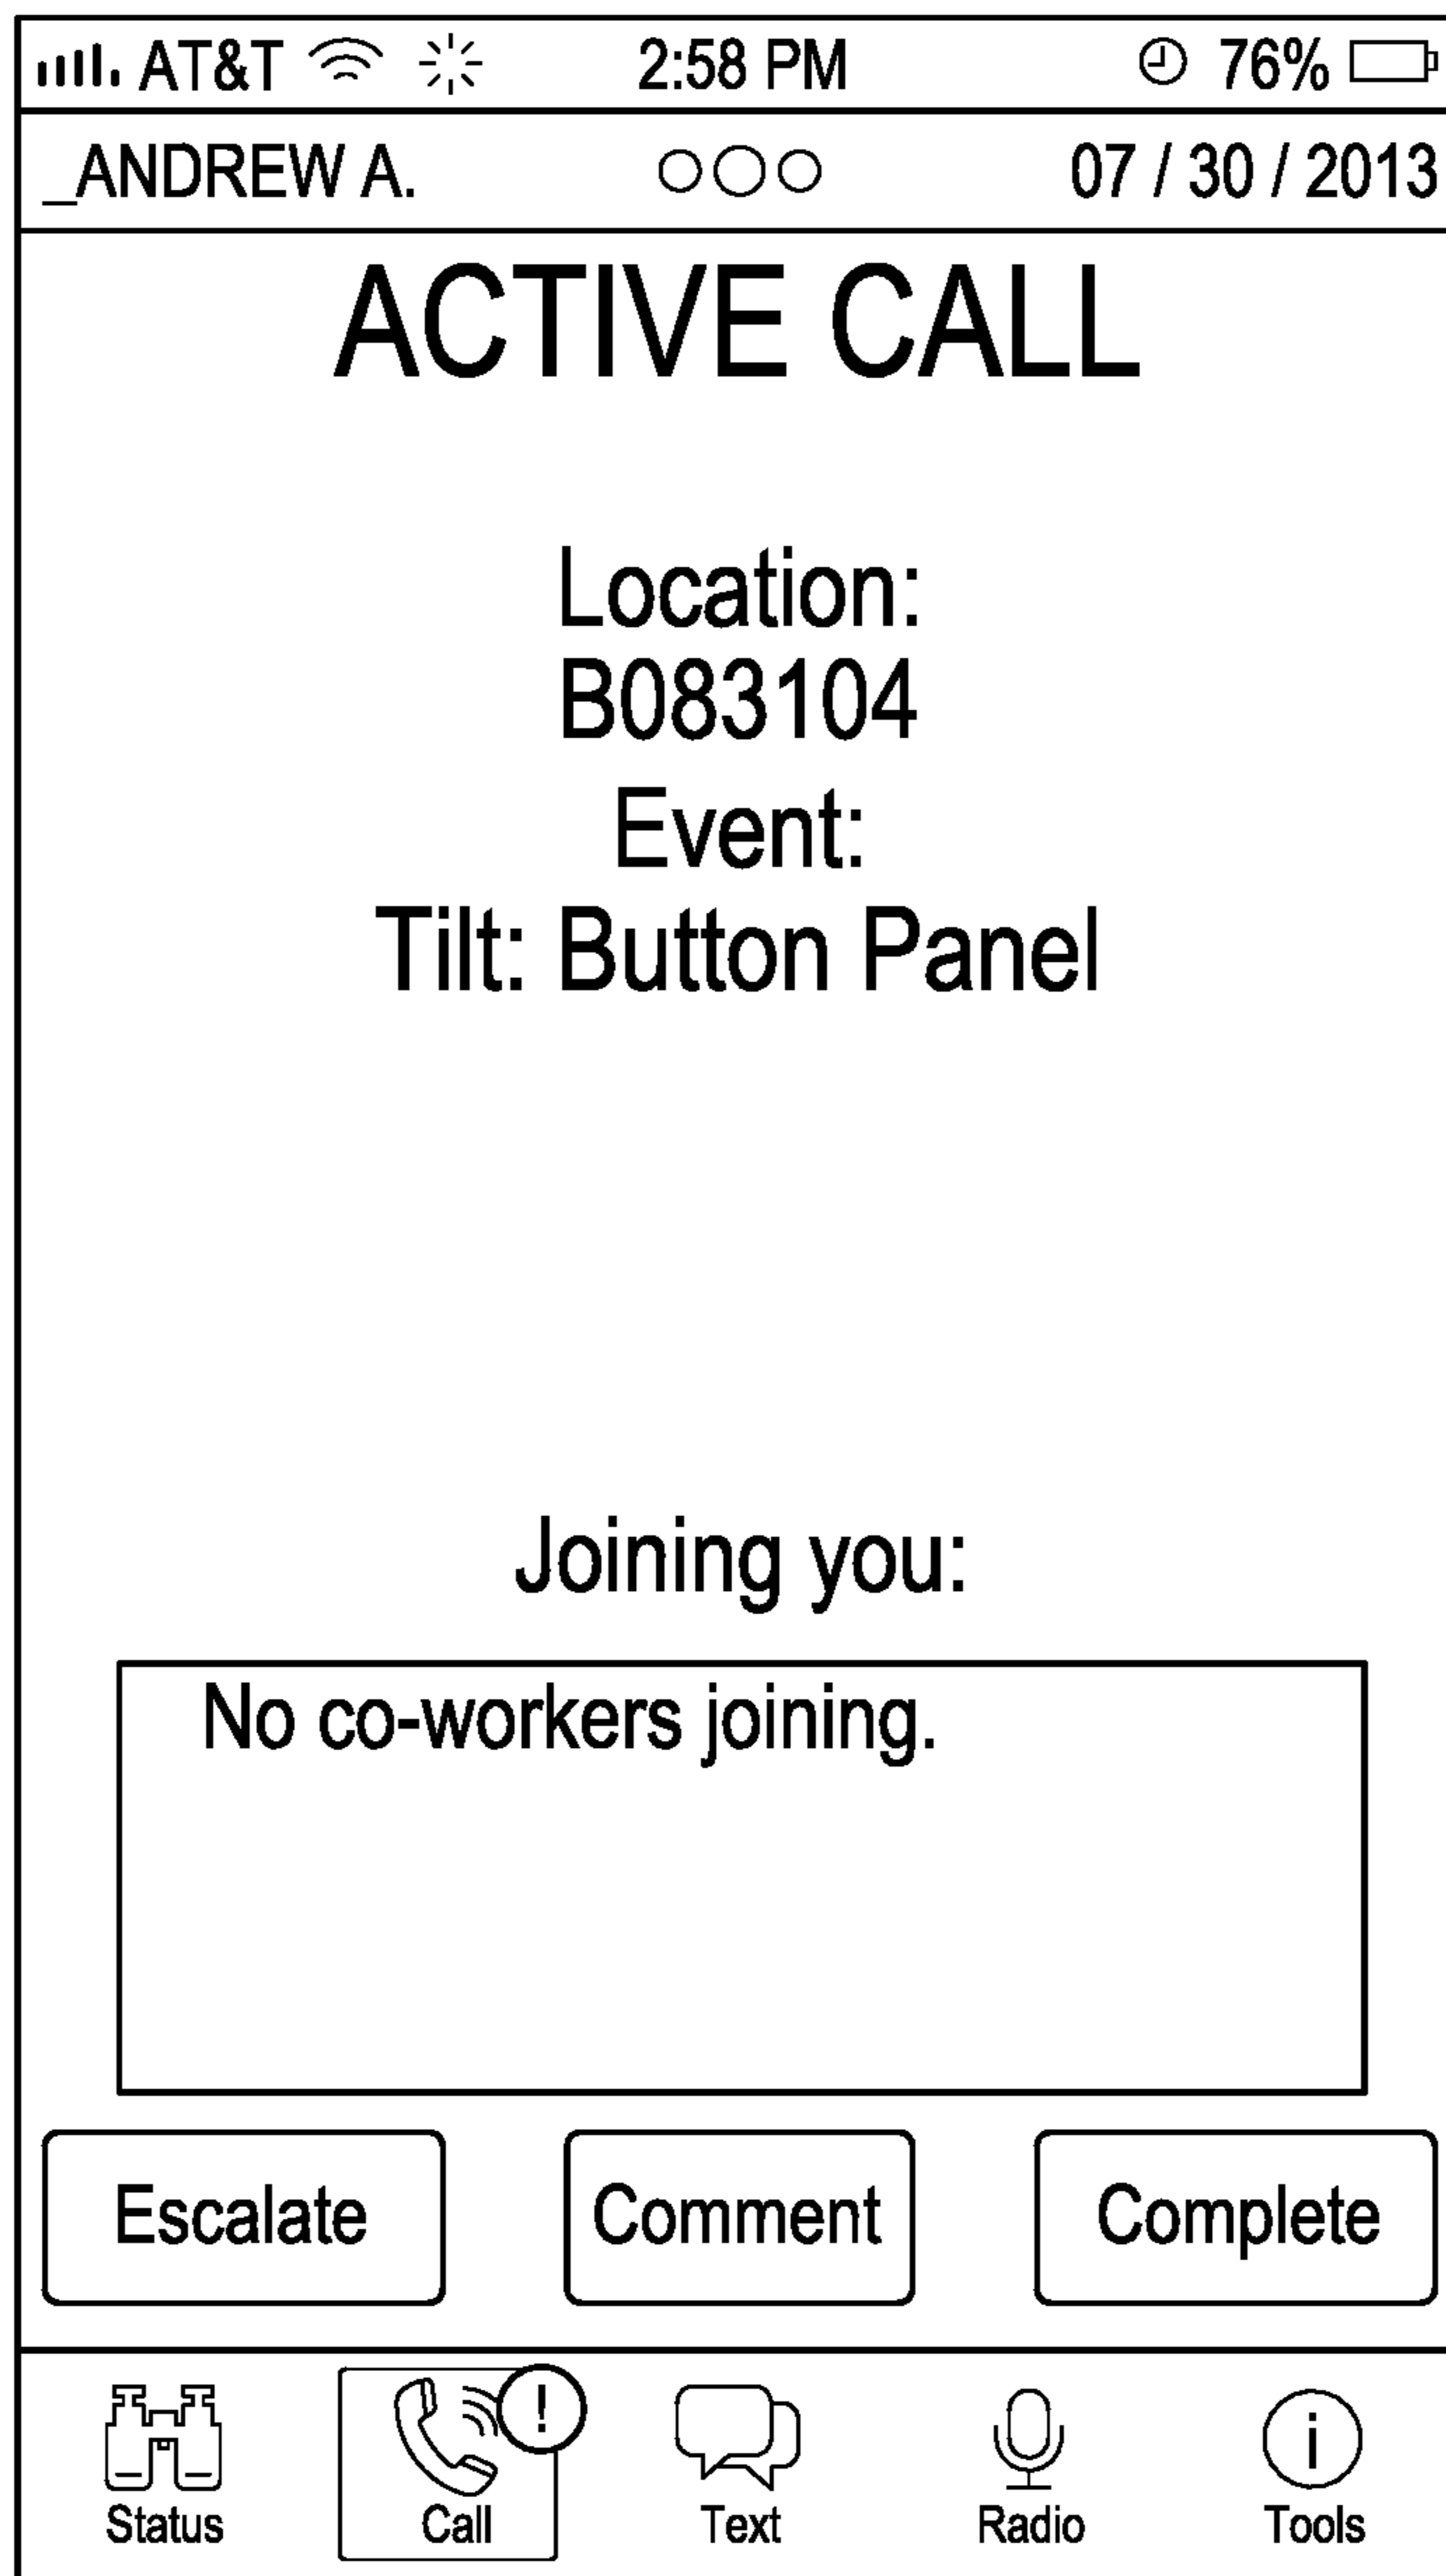 AT&T 2:58 PM 76%
_ANDREW A. 07 / 30 / 2013
ACTIVE CALL
Location:
B083104
Event:
Tilt: Button Panel
Joining you:
No co-workers joining.
Escalate Comment Complete
!
i
Status Call Text Radio Tools